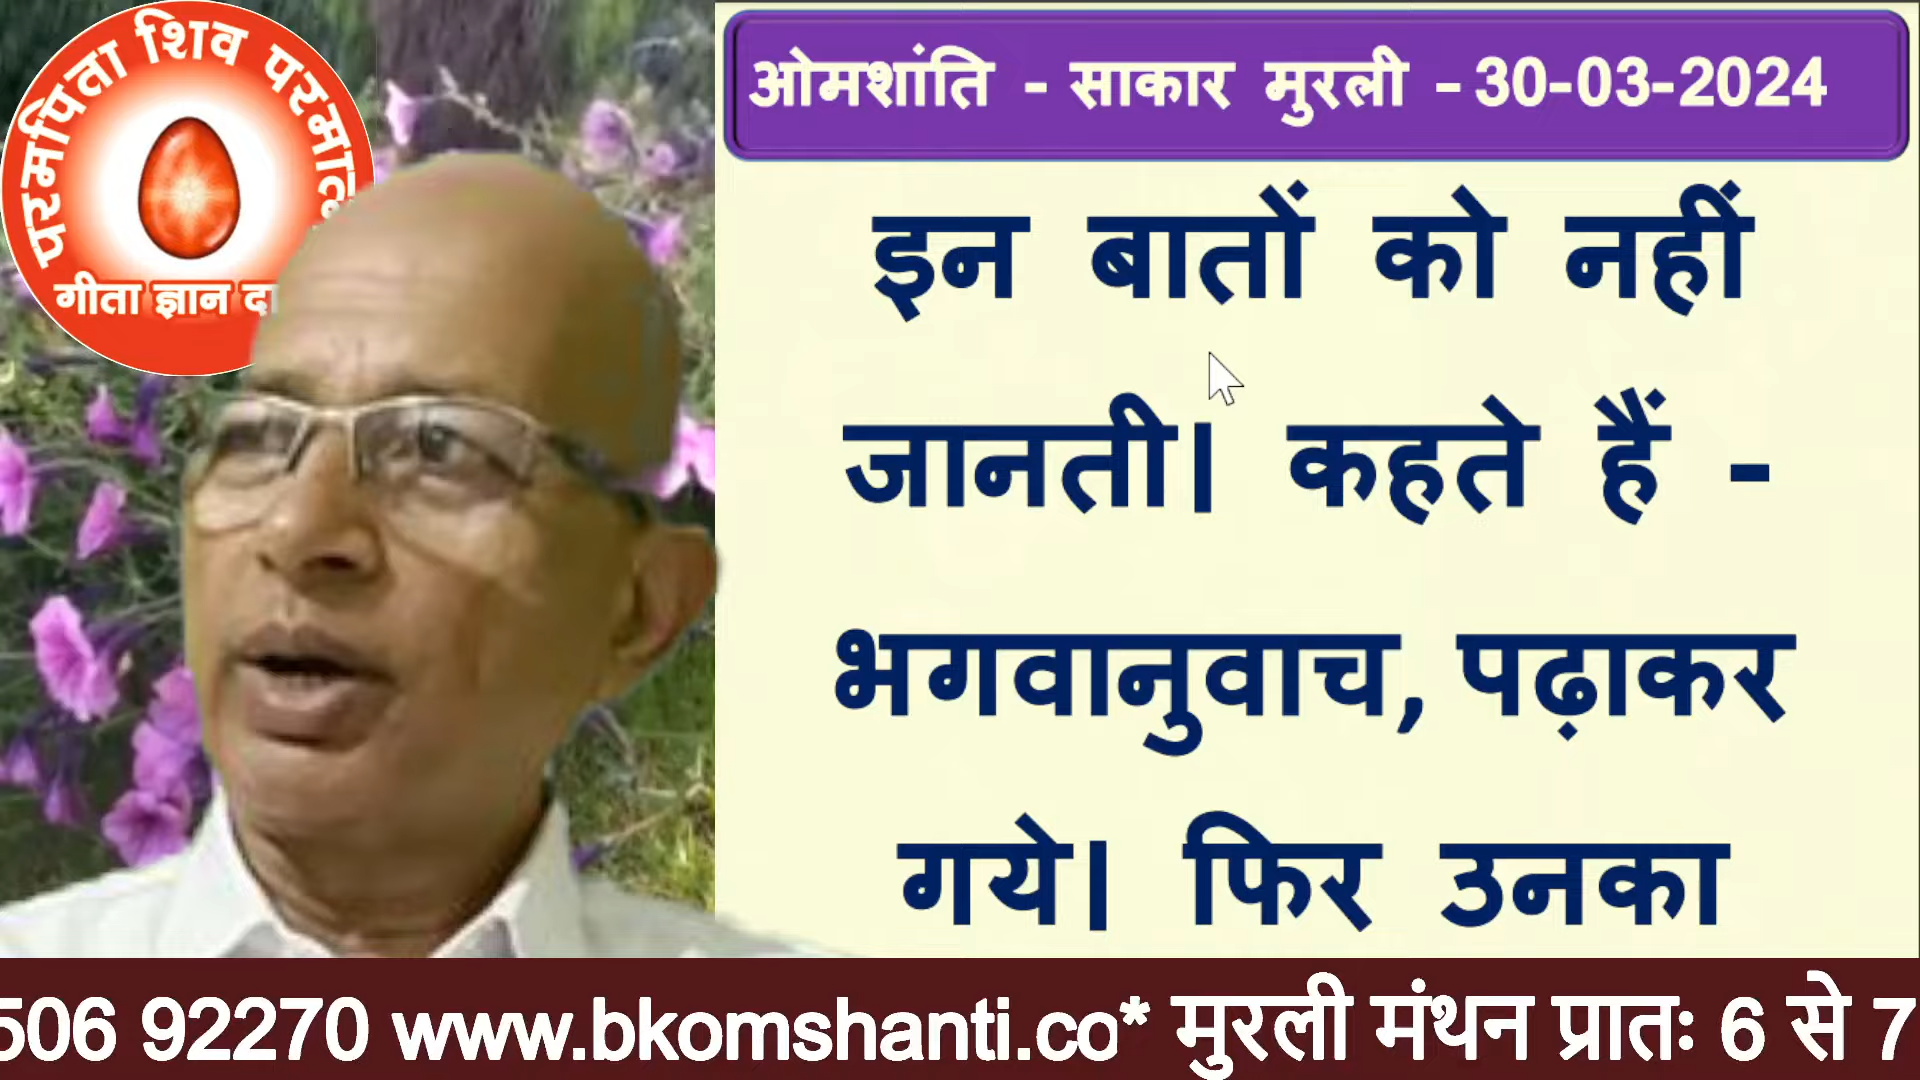 परमपिता शिव
गीता ज्ञान
ओमशांति - साकार मुरली - 30-03-2024
इन बातों को नहीं
जानती। कहते हैं -
भगवानुवाच, पढ़ाकर
गये। फिर उनका
506 92270 www.bkomshanti.co* मुरली मंथन प्रातः 6 से 7